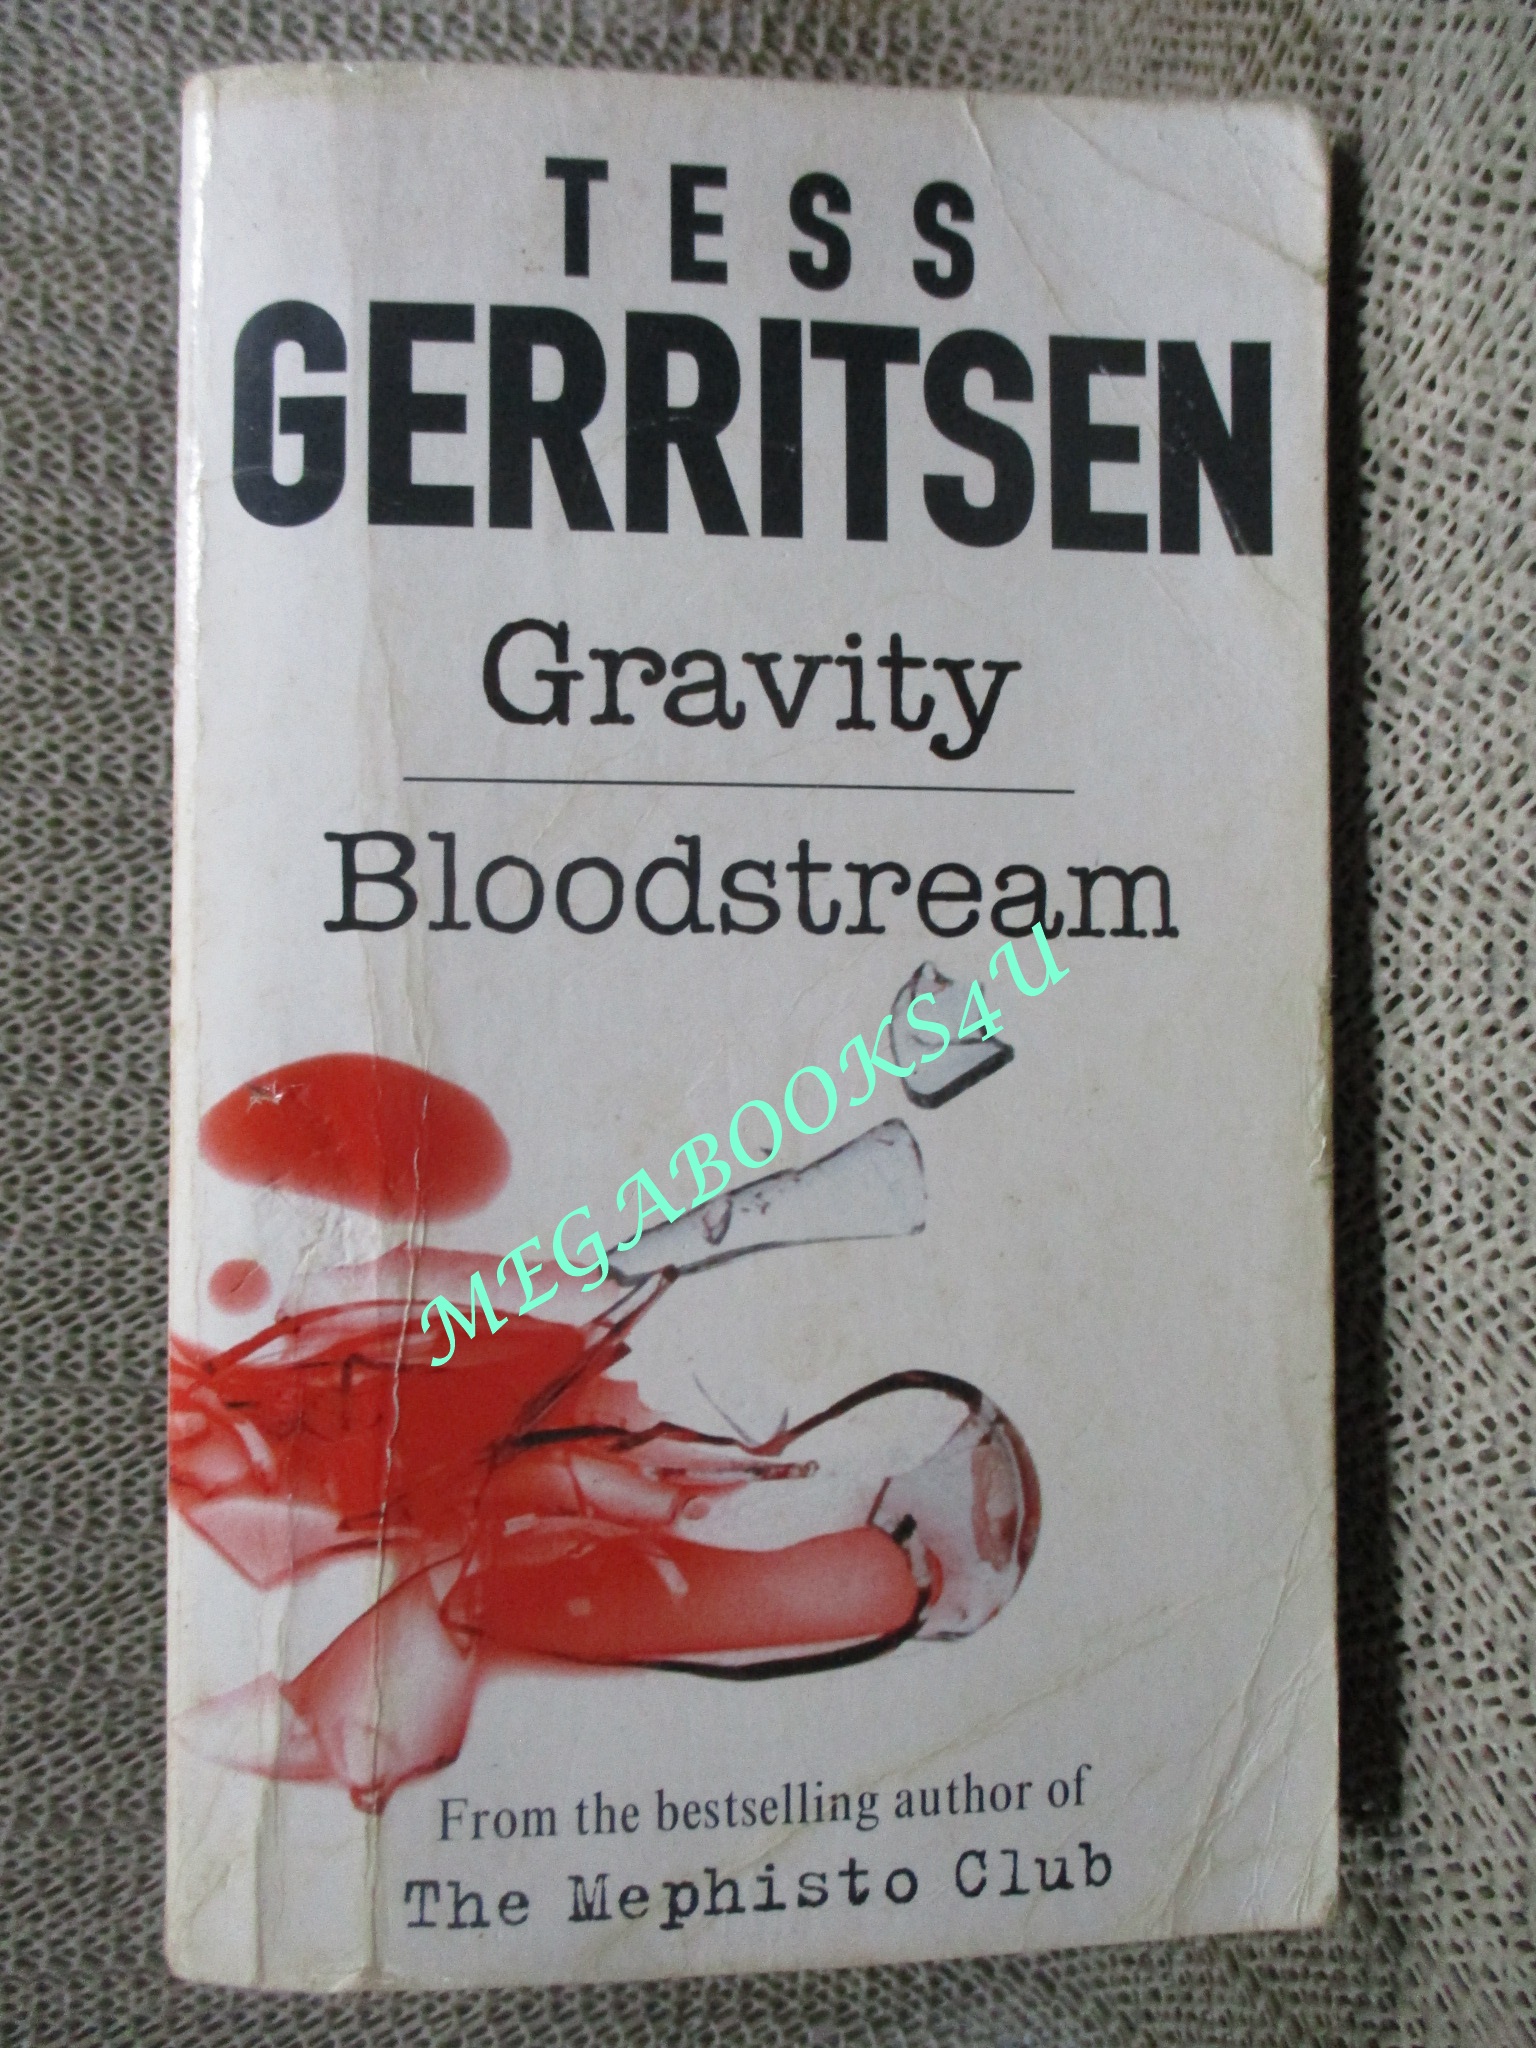 TESS
GERRITSEN
Gravity
Bloodstream
MEGABOOKS4U
From the bestselling author of
The Mephisto Club